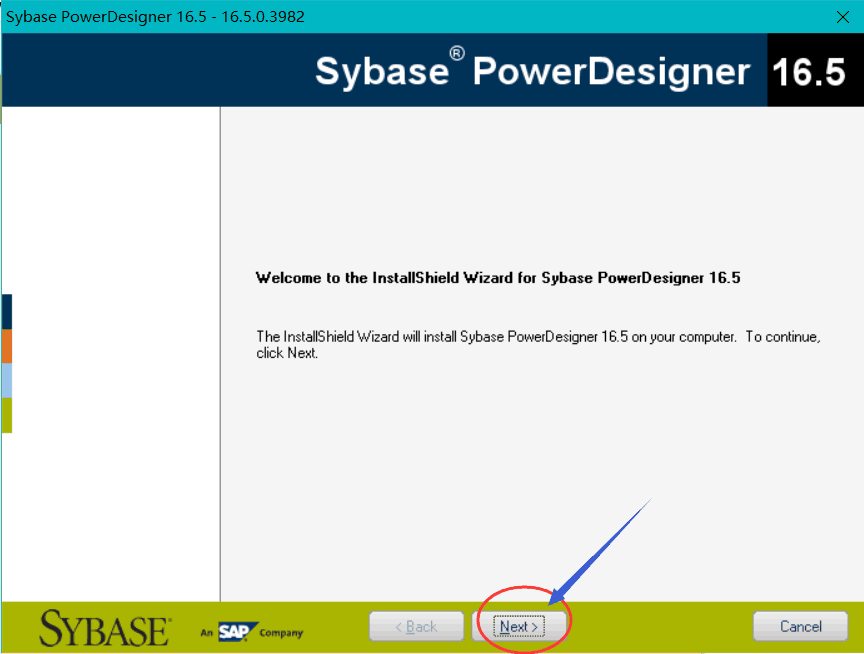 Sybase PowerDesigner 16.5 - 16.5.0.3982
Sybase® PowerDesigner 16.5
Welcome to the InstallShield Wizard for Sybase PowerDesigner 16.5
The InstallShield Wizard will install Sybase PowerDesigner 16.5 on your computer. To continue,
click Next.
SYBASE® An SAP Company
< Back Next > Cancel